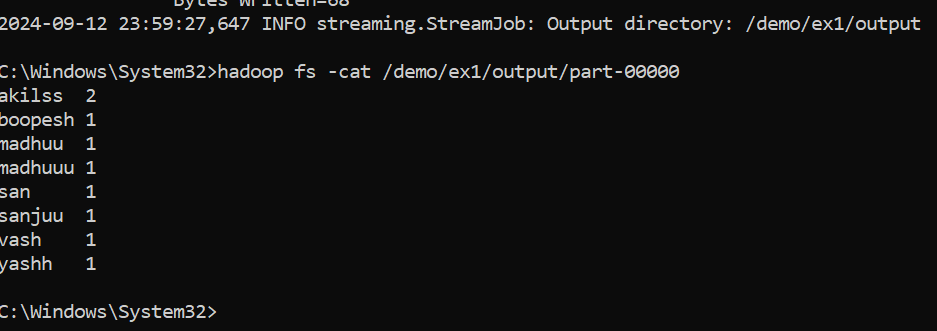 Bytes Written=68
2024-09-12 23:59:27,647 INFO streaming.StreamJob: Output directory: /demo/ex1/output
C:\Windows\System32>hadoop fs -cat /demo/ex1/output/part-00000
akilss 2
boopesh 1
madhuu 1
madhuuu 1
san 1
sanjuu 1
vash 1
yashh 1
C:\Windows\System32>